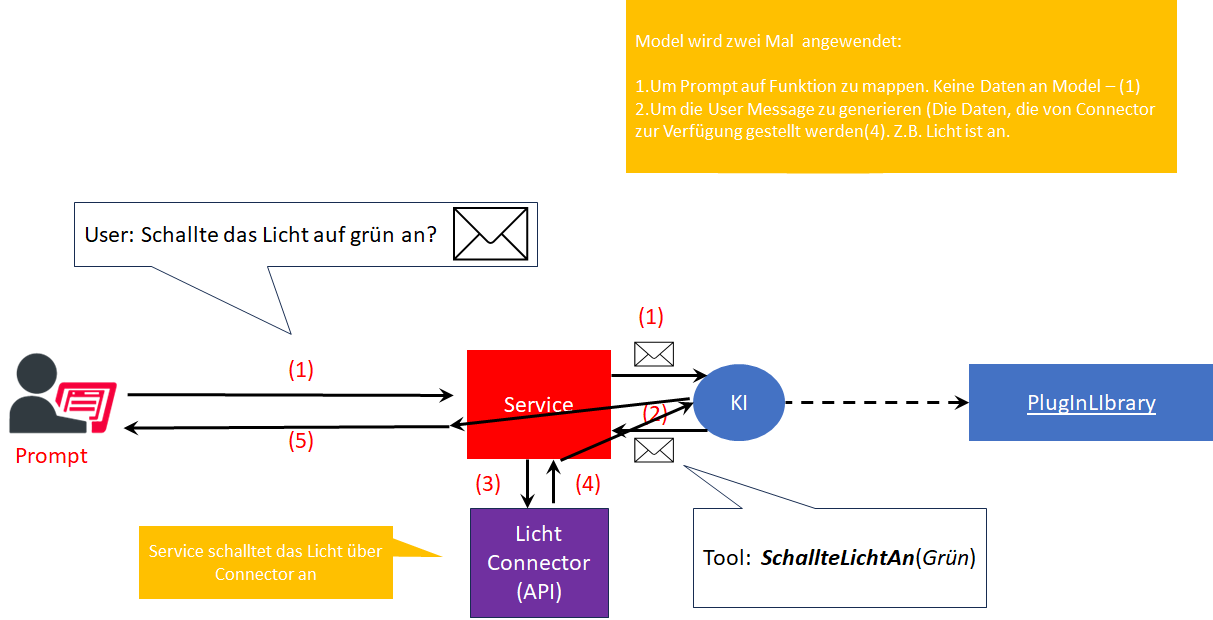 Model wird zwei Mal  angewendet:
1.Um Prompt auf Funktion zu mappen. Keine Daten an Model – (1)
2.Um die User Message zu generieren (Die Daten, die von Connector
zur Verfügung gestellt werden(4). Z.B. Licht ist an.
User: Schallte das Licht auf grün an?
(1)
(1)
Service
(2)
KI
PlugInLIbrary
(5)
Prompt
(3)
(4)
Licht
Connector
(API)
Service schalltet das Licht über
Connector an
Tool:  SchallteLichtAn(Grün)